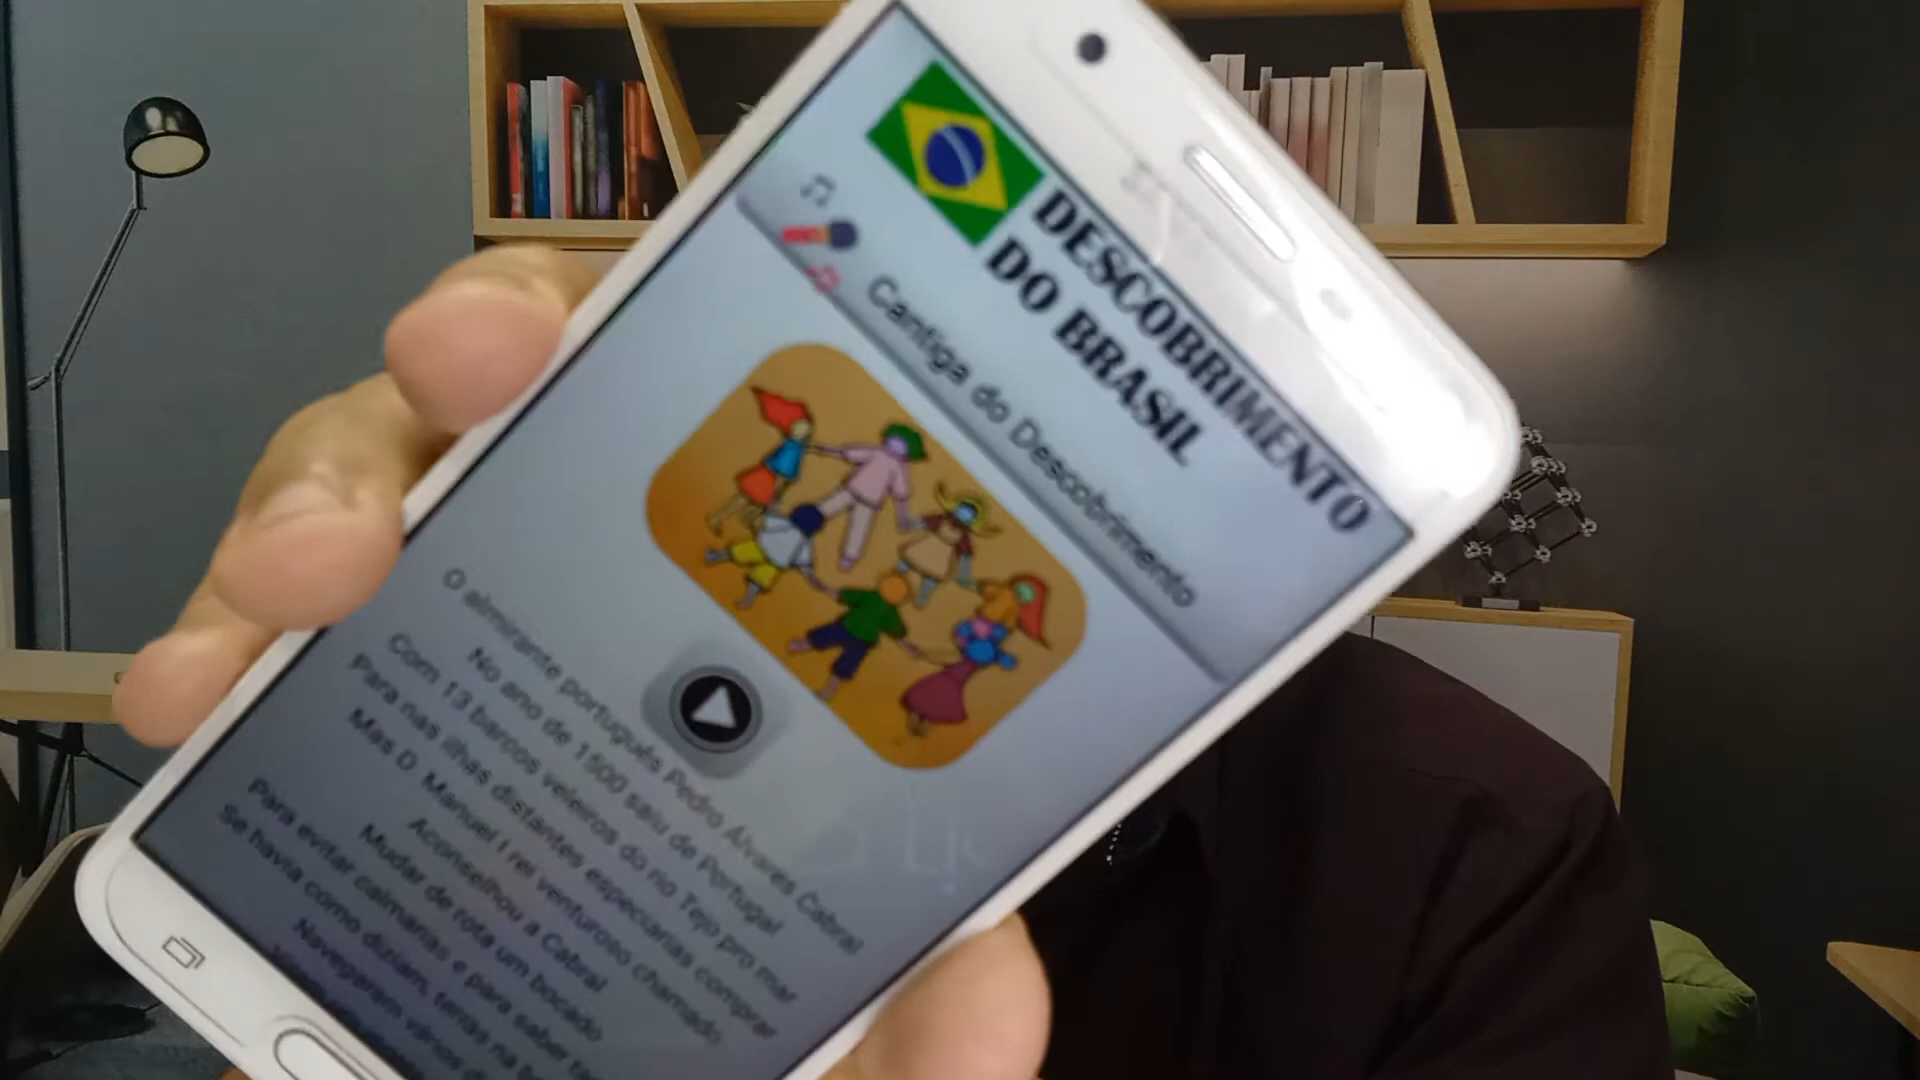 DESCOBRIMENTO
DO BRASIL
Cantiga do Descobrimento
O almirante português Pedro Álvares Cabral
No ano de 1500 saiu de Portugal
Com 13 barcos veleiros do rio Tejo pro mar
Para nas ilhas distantes especiarias comprar
Mas D. Manuel I rei venturoso chamado
Aconselhou a Cabral
Mudar de rota um bocado
Para evitar calmarias e para saber
Se havia como diziam, terras na
Navegaram vários